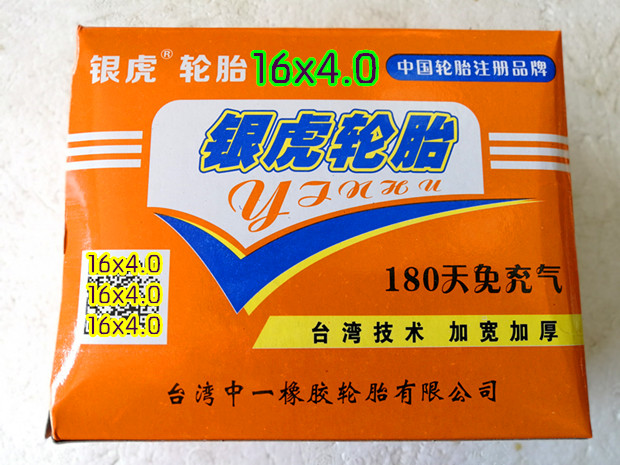 银虎® 轮胎 16x4.0 中国轮胎注册品牌
银虎轮胎
YINHU
16x4.0
16x4.0
16x4.0
180天免充气
台湾技术 加宽加厚
台湾中一橡胶轮胎有限公司